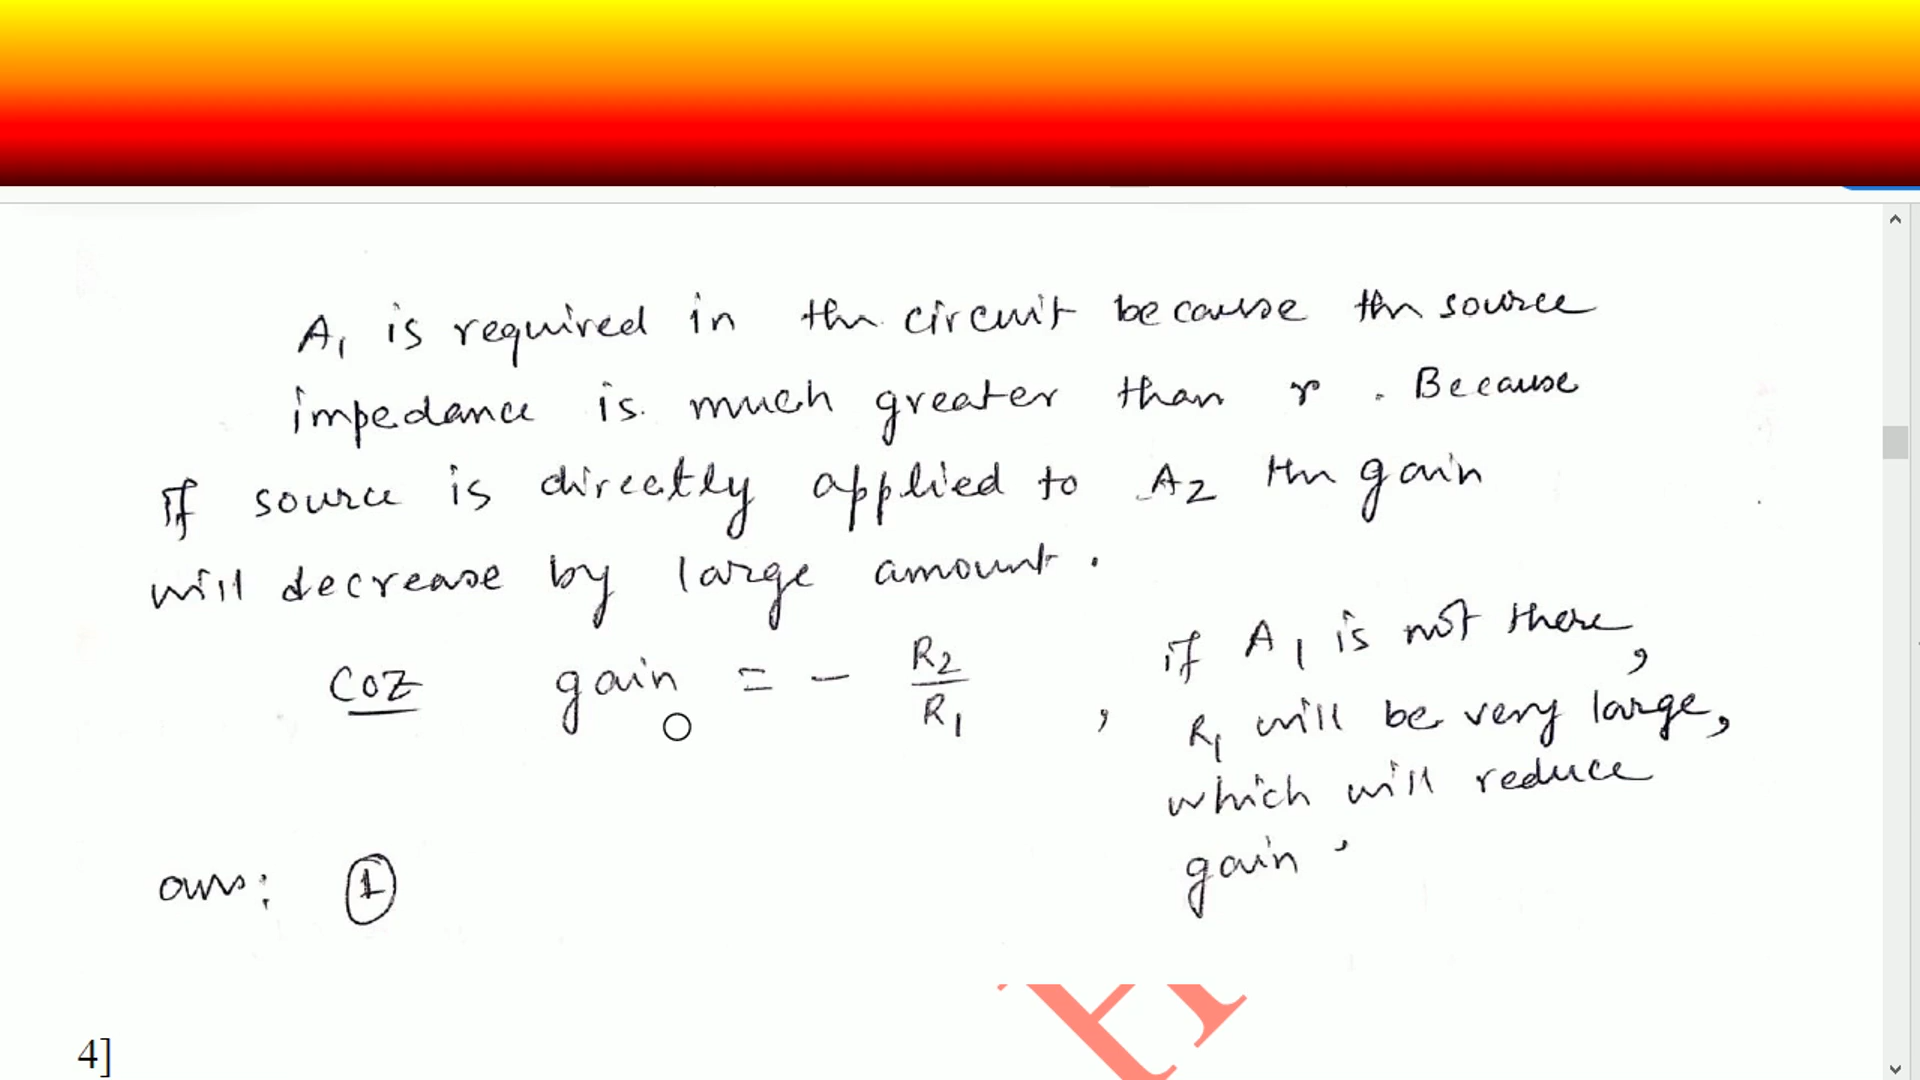 A1 is required in the circuit because the source
impedance is much greater than r . Because
if source is directly applied to A2 the gain
will decrease by large amount .
coz gain = - R2/R1 , if A1 is not there,
R1 will be very large,
which will reduce
gain .
ans: 1
4]